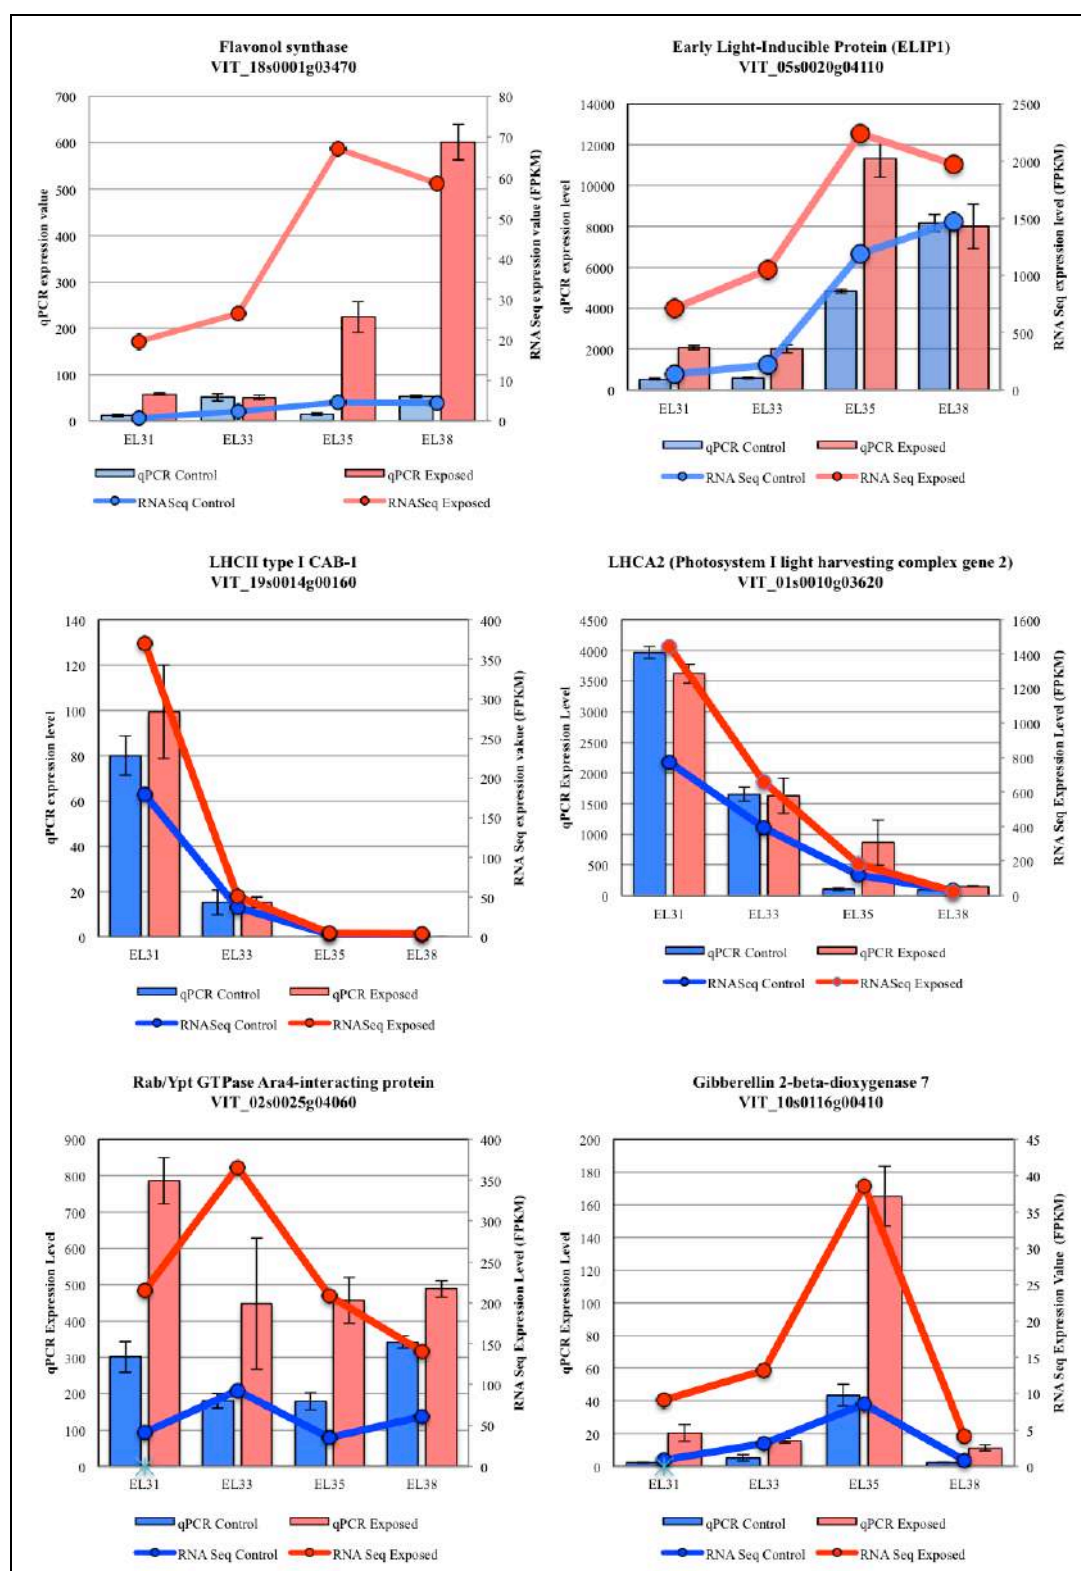 Flavonol synthase
VIT_18s0001g03470
700
600
500
400
300
200
100
0
qPCR expression value
80
70
60
50
40
30
20
10
0
RNA Seq expression value (FPKM)
EL31 EL33 EL35 EL38
qPCR Control qPCR Exposed
RNASeq Control RNASeq Exposed
Early Light-Inducible Protein (ELIP1)
VIT_05s0020g04110
14000
12000
10000
8000
6000
4000
2000
0
qPCR expression level
2500
2000
1500
1000
500
0
RNA Seq expression level (FPKM)
EL31 EL33 EL35 EL38
qPCR Control qPCR Exposed
RNA Seq Control RNA Seq Exposed
LHCII type I CAB-1
VIT_19s0014g00160
140
120
100
80
60
40
20
0
qPCR expression level
400
350
300
250
200
150
100
50
0
RNA Seq expression vakue (FPKM)
EL31 EL33 EL35 EL38
qPCR Control qPCR Exposed
RNASeq Control RNASeq Exposed
LHCA2 (Photosystem I light harvesting complex gene 2)
VIT_01s0010g03620
4500
4000
3500
3000
2500
2000
1500
1000
500
0
qPCR Expression Level
1600
1400
1200
1000
800
600
400
200
0
RNA Seq Expression Level (FPKM)
EL31 EL33 EL35 EL38
qPCR Control qPCR Exposed
RNASeq Control RNASeq Exposed
Rab/Ypt GTPase Ara4-interacting protein
VIT_02s0025g04060
900
800
700
600
500
400
300
200
100
0
qPCR Expression Level
400
350
300
250
200
150
100
50
0
RNA Seq Expression Level (FPKM)
EL31 EL33 EL35 EL38
qPCR Control qPCR Exposed
RNA Seq Control RNA Seq Exposed
Gibberellin 2-beta-dioxygenase 7
VIT_10s0116g00410
200
180
160
140
120
100
80
60
40
20
0
qPCR Expression Level
45
40
35
30
25
20
15
10
5
0
RNA Seq Expression Value (FPKM)
EL31 EL33 EL35 EL38
qPCR Control qPCR Exposed
RNA Seq Control RNA Seq Exposed